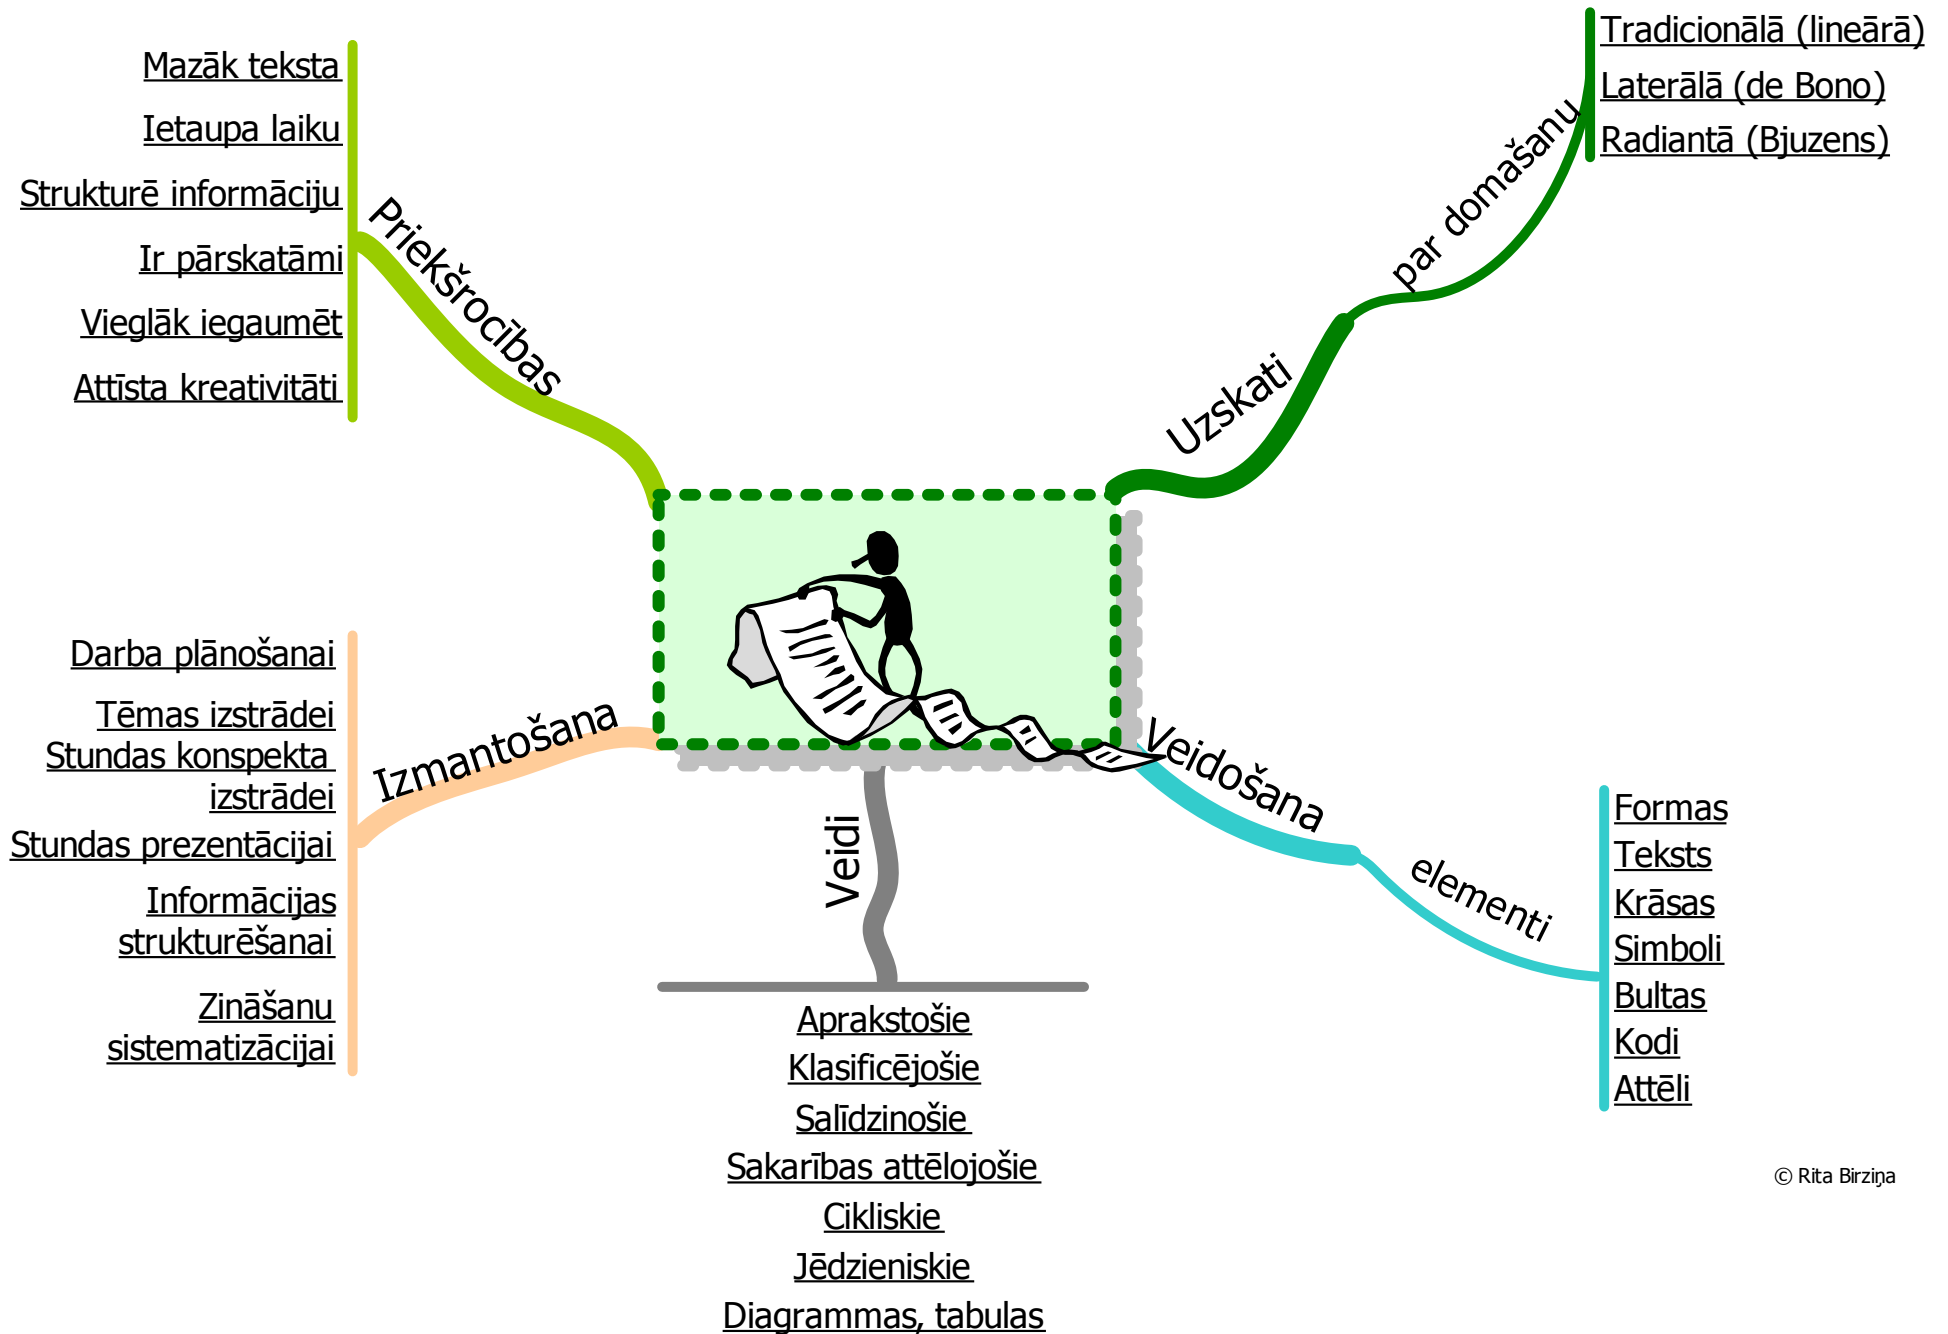 Priekšrocības
Mazāk teksta
Ietaupa laiku
Strukturē informāciju
Ir pārskatāmi
Vieglāk iegaumēt
Attīsta kreativitāti
Uzskati
par domāšanu
Tradicionālā (lineārā)
Laterālā (de Bono)
Radiantā (Bjuzens)
Izmantošana
Darba plānošanai
Tēmas izstrādei
Stundas konspekta
izstrādei
Stundas prezentācijai
Informācijas
strukturēšanai
Zināšanu
sistematizācijai
Veidi
Aprakstošie
Klasificējošie
Salīdzinošie
Sakarības attēlojošie
Cikliskie
Jēdzieniskie
Diagrammas, tabulas
Veidošana
elementi
Formas
Teksts
Krāsas
Simboli
Bultas
Kodi
Attēli
© Rita Birziņa